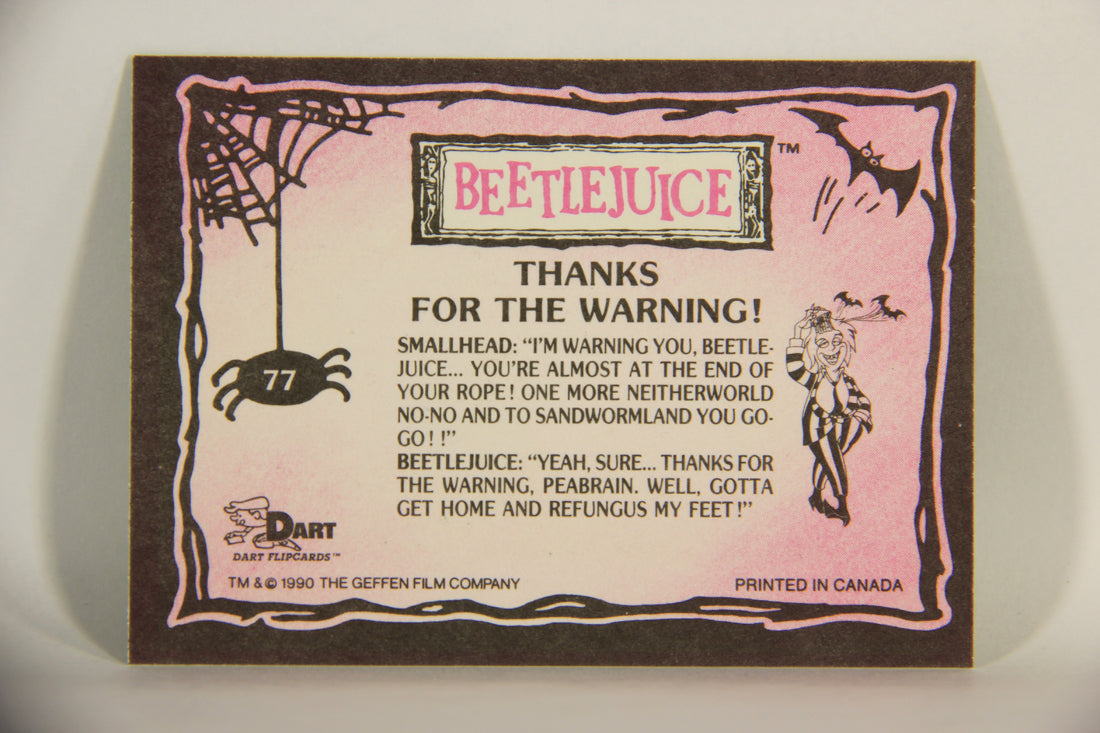 BEETLEJUICE ™
THANKS
FOR THE WARNING!
SMALLHEAD: “I’M WARNING YOU, BEETLE-
JUICE... YOU’RE ALMOST AT THE END OF
YOUR ROPE! ONE MORE NEITHERWORLD
NO-NO AND TO SANDWORMLAND YOU GO-
GO! !”
BEETLEJUICE: “YEAH, SURE... THANKS FOR
THE WARNING, PEABRAIN. WELL, GOTTA
GET HOME AND REFUNGUS MY FEET!”
77
DART
DART FLIPCARDS™
TM & © 1990 THE GEFFEN FILM COMPANY
PRINTED IN CANADA